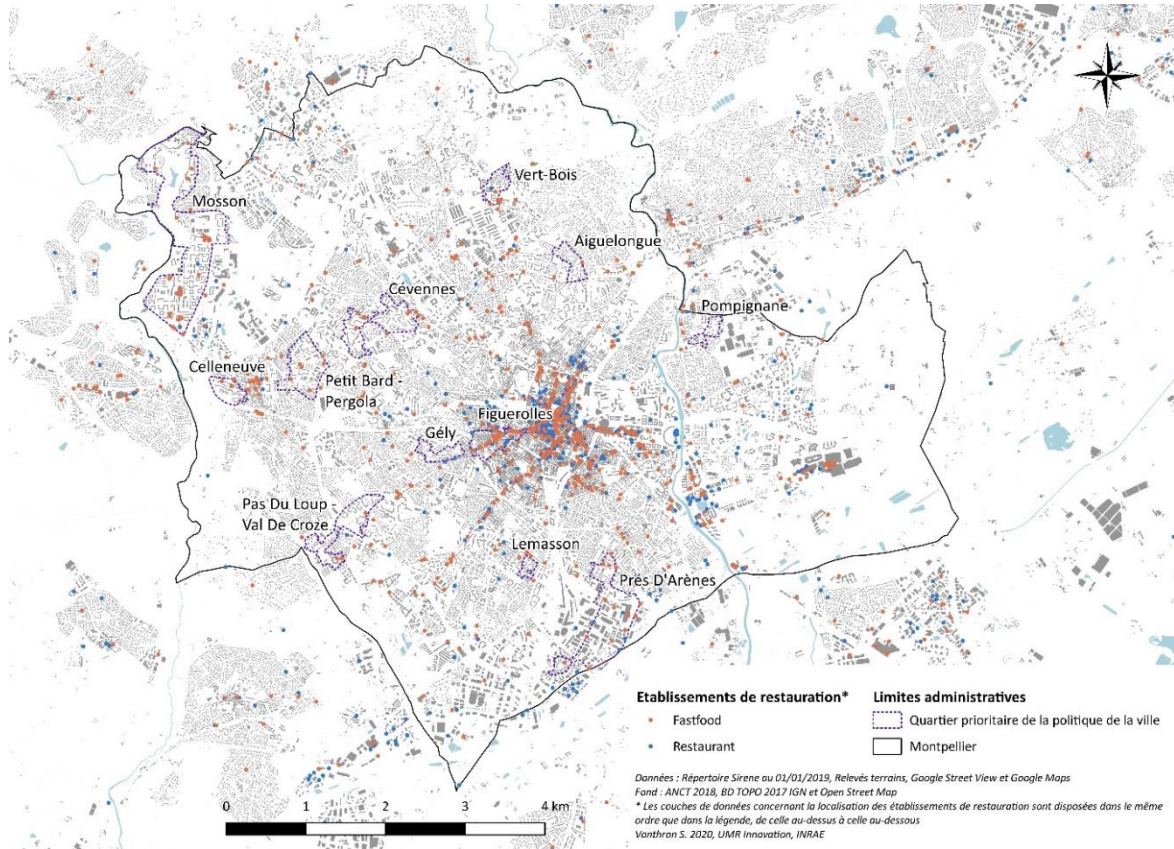 Vert-Bois
Mosson
Aiguelongue
Cévennes
Pompignane
Celleneuve
Petit Bard -
Pergola
Figuerolles
Gély
Pas Du Loup -
Val De Croze
Lemasson
Prés D'Arènes
Etablissements de restauration*
Fastfood
Restaurant
Limites administratives
Quartier prioritaire de la politique de la ville
Montpellier
0 1 2 3 4 km
Données : Répertoire Sirene au 01/01/2019, Relevés terrains, Google Street View et Google Maps
Fond : ANCT 2018, BD TOPO 2017 IGN et Open Street Map
* Les couches de données concernant la localisation des établissements de restauration sont disposées dans le même
ordre que dans la légende, de celle au-dessus à celle au-dessous
Vonthron S. 2020, UMR Innovation, INRAE